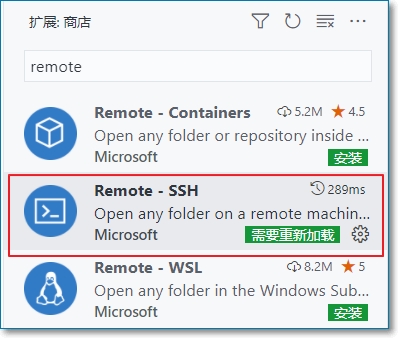 扩展: 商店
remote
Remote - Containers 5.2M ★ 4.5
Open any folder or repository inside ...
Microsoft 安装
Remote - SSH 289ms
Open any folder on a remote machin...
Microsoft 需要重新加载
Remote - WSL 8.2M ★ 5
Open any folder in the Windows Sub...
Microsoft 安装